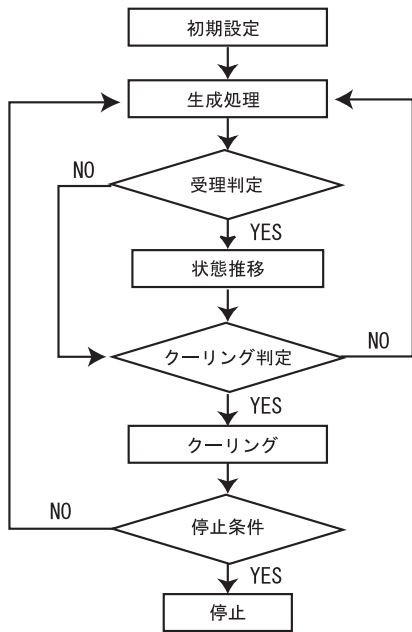 初期設定
生成処理
受理判定
NO
YES
状態推移
クーリング判定
NO
YES
クーリング
停止条件
NO
YES
停止